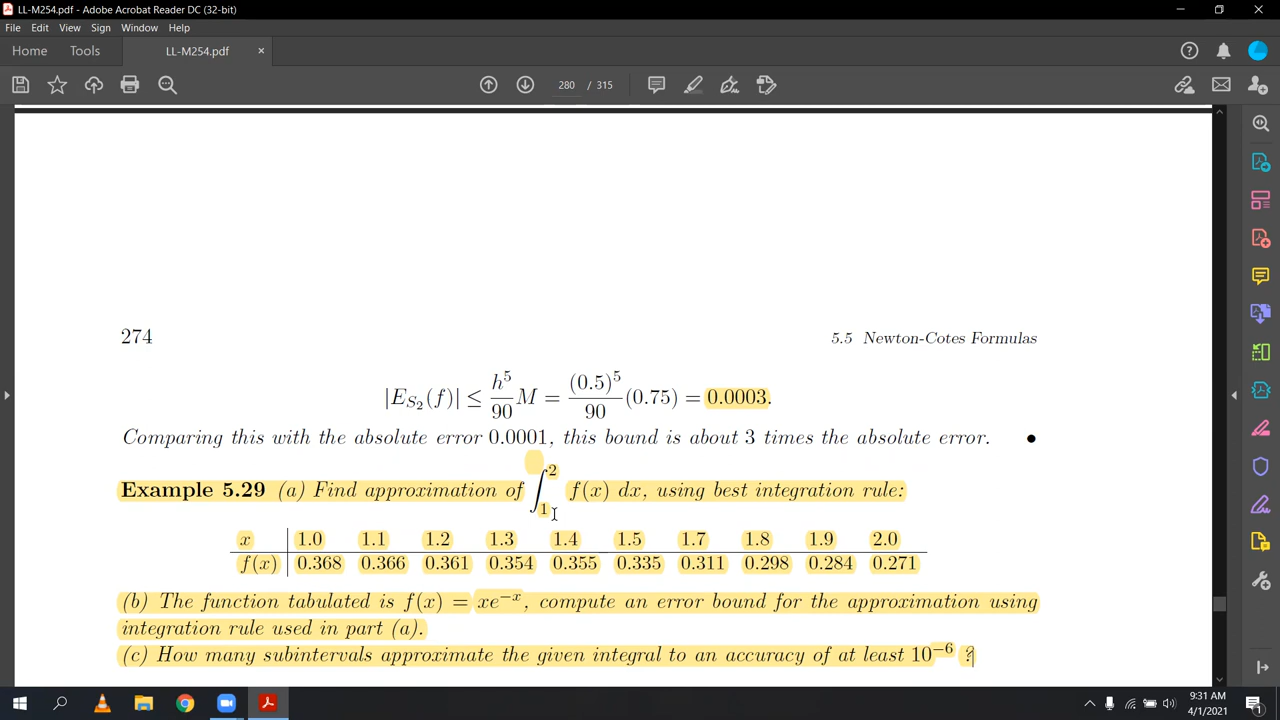 LL-M254.pdf - Adobe Acrobat Reader DC (32-bit)
File Edit View Sign Window Help
Home Tools LL-M254.pdf ×
280 / 315
274 5.5 Newton-Cotes Formulas
|E_{S_2}(f)| ≤ \frac{h^5}{90} M = \frac{(0.5)^5}{90} (0.75) = 0.0003.
Comparing this with the absolute error 0.0001, this bound is about 3 times the absolute error. •
Example 5.29 (a) Find approximation of ∫_1^2 f(x) dx, using best integration rule:
x 1.0 1.1 1.2 1.3 1.4 1.5 1.7 1.8 1.9 2.0
f(x) 0.368 0.366 0.361 0.354 0.355 0.335 0.311 0.298 0.284 0.271
(b) The function tabulated is f(x) = xe^{−x}, compute an error bound for the approximation using
integration rule used in part (a).
(c) How many subintervals approximate the given integral to an accuracy of at least 10^{−6} ?
9:31 AM
4/1/2021
1